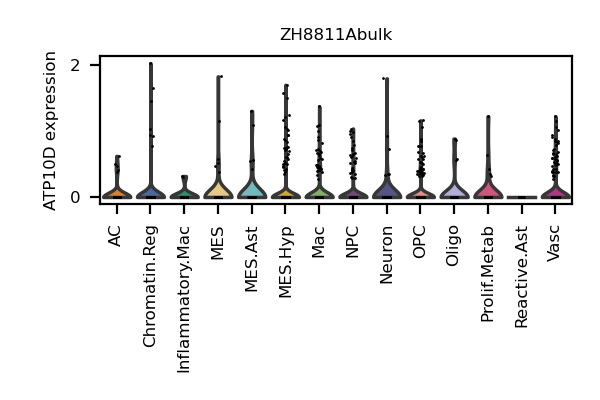 ZH8811Abulk
ATP10D expression
2
0
AC
Chromatin.Reg
Inflammatory.Mac
MES
MES.Ast
MES.Hyp
Mac
NPC
Neuron
OPC
Oligo
Prolif.Metab
Reactive.Ast
Vasc